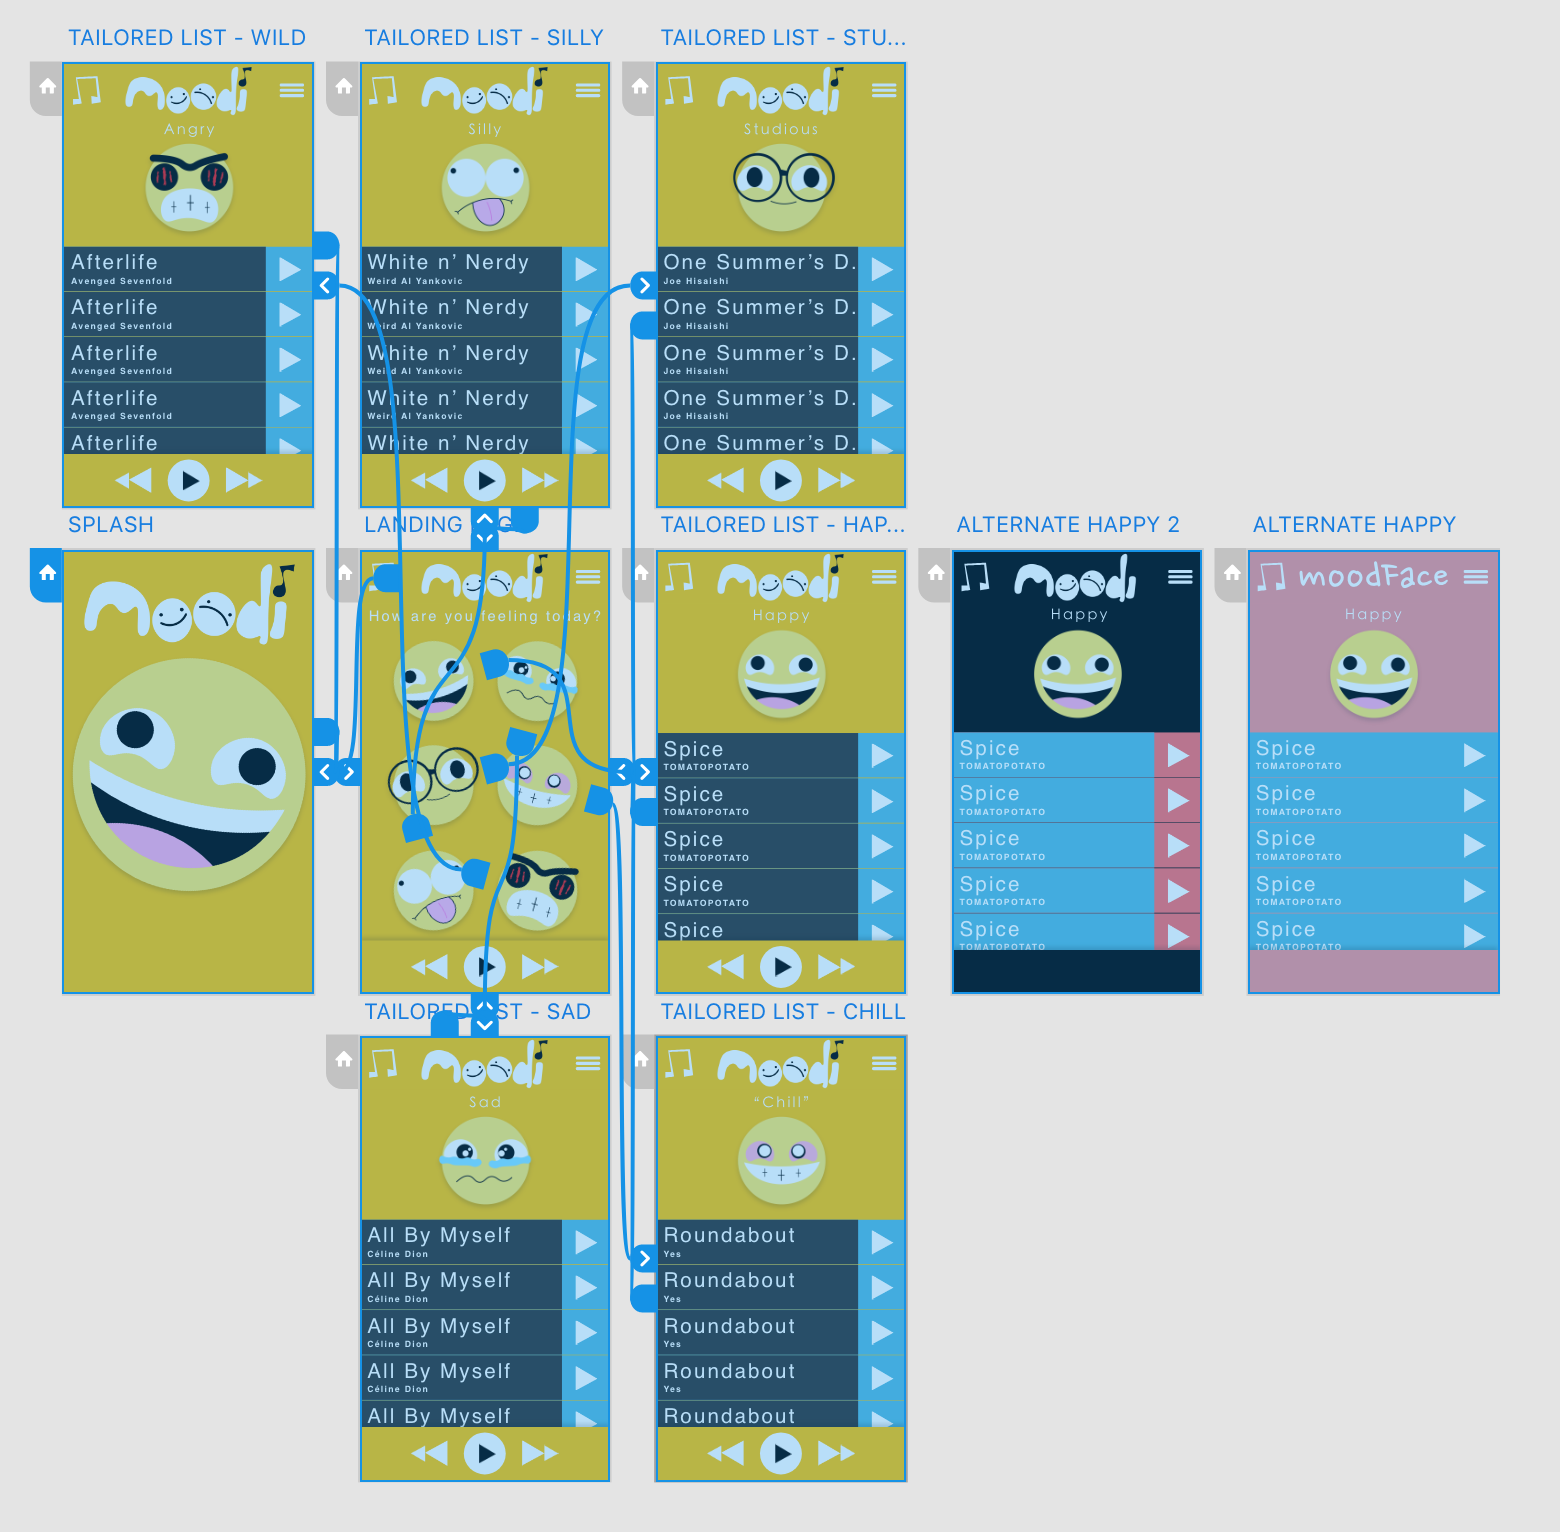 TAILORED LIST - WILD
moodi
Angry
Afterlife
Avenged Sevenfold
Afterlife
Avenged Sevenfold
Afterlife
Avenged Sevenfold
Afterlife
Avenged Sevenfold
Afterlife
TAILORED LIST - SILLY
moodi
Silly
White n’ Nerdy
Weird Al Yankovic
White n’ Nerdy
Weird Al Yankovic
White n’ Nerdy
Weird Al Yankovic
White n’ Nerdy
Weird Al Yankovic
White n’ Nerdy
TAILORED LIST - STU...
moodi
Studious
One Summer’s D.
Joe Hisaishi
One Summer’s D.
Joe Hisaishi
One Summer’s D.
Joe Hisaishi
One Summer’s D.
Joe Hisaishi
One Summer’s D.
SPLASH
moodi
LANDING
moodi
How are you feeling today?
TAILORED LIST - HAP...
moodi
Happy
Spice
TOMATOPOTATO
Spice
TOMATOPOTATO
Spice
TOMATOPOTATO
Spice
TOMATOPOTATO
Spice
ALTERNATE HAPPY 2
moodi
Happy
Spice
TOMATOPOTATO
Spice
TOMATOPOTATO
Spice
TOMATOPOTATO
Spice
TOMATOPOTATO
Spice
TOMATOPOTATO
ALTERNATE HAPPY
moodFace
Happy
Spice
TOMATOPOTATO
Spice
TOMATOPOTATO
Spice
TOMATOPOTATO
Spice
TOMATOPOTATO
Spice
TOMATOPOTATO
TAILORED LIST - SAD
moodi
Sad
All By Myself
Céline Dion
All By Myself
Céline Dion
All By Myself
Céline Dion
All By Myself
Céline Dion
All By Myself
TAILORED LIST - CHILL
moodi
“Chill”
Roundabout
Yes
Roundabout
Yes
Roundabout
Yes
Roundabout
Yes
Roundabout